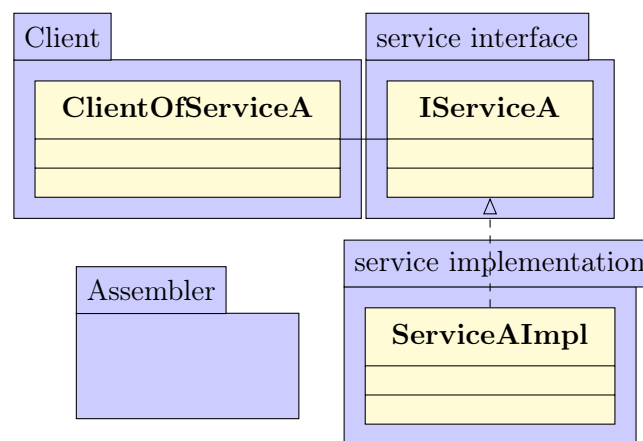 Client
service interface
ClientOfServiceA
IServiceA
Assembler
service implementation
ServiceAImpl